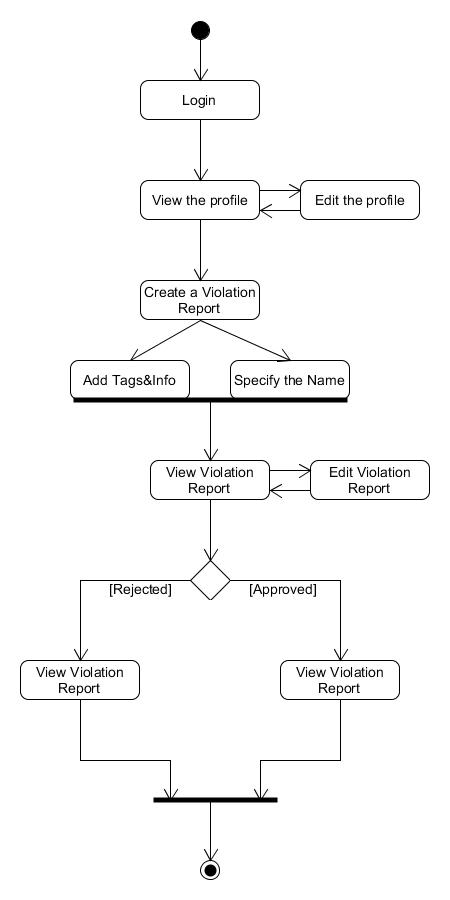 Login
View the profile
Edit the profile
Create a Violation
Report
Add Tags&Info
Specify the Name
View Violation
Report
Edit Violation
Report
[Rejected]
[Approved]
View Violation
Report
View Violation
Report